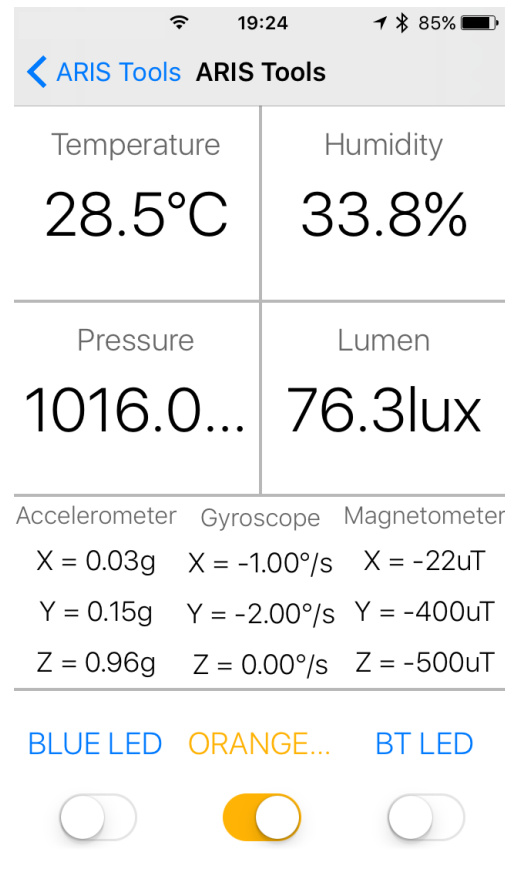 19:24 85%
ARIS Tools ARIS Tools
Temperature Humidity
28.5°C 33.8%
Pressure Lumen
1016.0... 76.3lux
Accelerometer Gyroscope Magnetometer
X = 0.03g X = -1.00°/s X = -22uT
Y = 0.15g Y = -2.00°/s Y = -400uT
Z = 0.96g Z = 0.00°/s Z = -500uT
BLUE LED ORANGE... BT LED